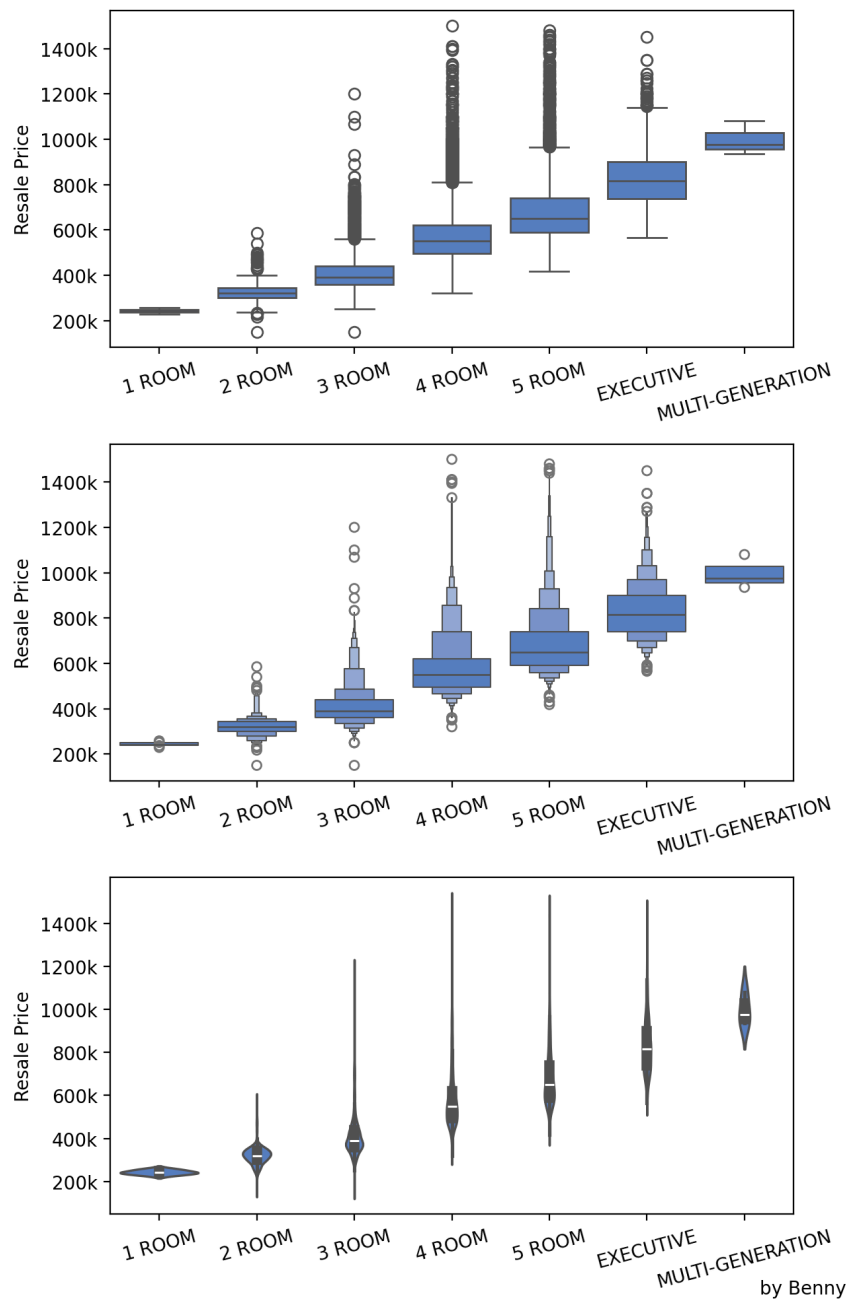 1400k
1200k
1000k
800k
600k
400k
200k
Resale Price
1 ROOM 2 ROOM 3 ROOM 4 ROOM 5 ROOM EXECUTIVE MULTI-GENERATION
1400k
1200k
1000k
800k
600k
400k
200k
Resale Price
1 ROOM 2 ROOM 3 ROOM 4 ROOM 5 ROOM EXECUTIVE MULTI-GENERATION
1400k
1200k
1000k
800k
600k
400k
200k
Resale Price
1 ROOM 2 ROOM 3 ROOM 4 ROOM 5 ROOM EXECUTIVE MULTI-GENERATION
by Benny